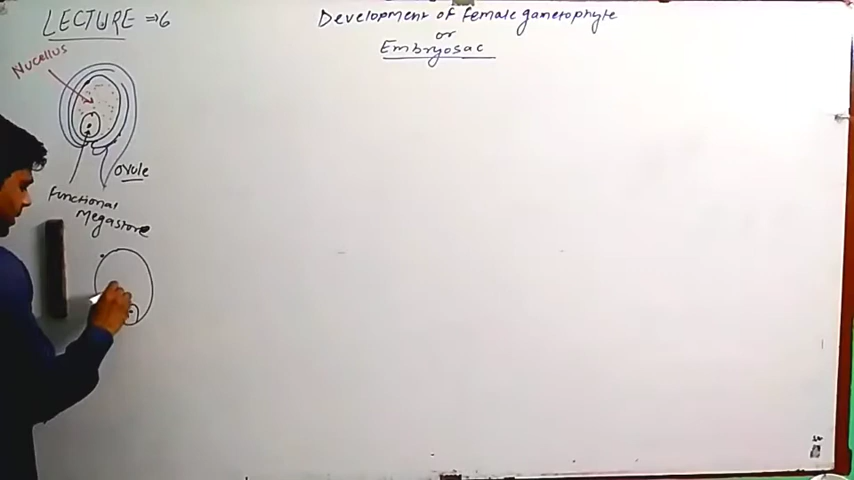 LECTURE ⇒6
Development of female gametophyte
or
Embryosac
Nucellus
ovule
Functional
Megaspore